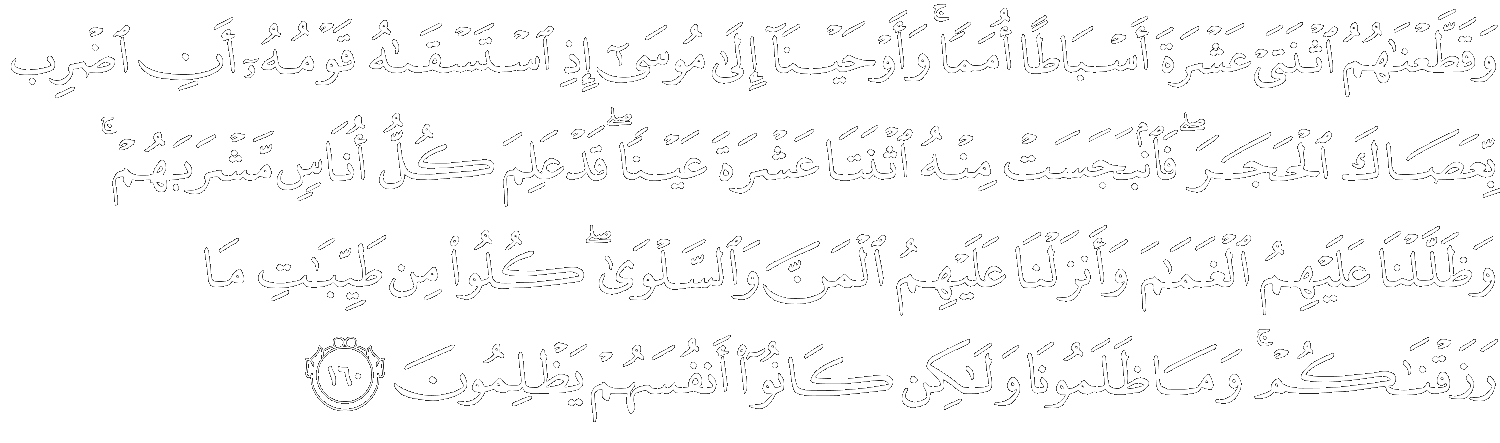 وَقَطَّعْنَٰهُمُ ٱثْنَتَىْ عَشْرَةَ أَسْبَاطًا أُمَمًا ۚ وَأَوْحَيْنَآ إِلَىٰ مُوسَىٰٓ إِذِ ٱسْتَسْقَىٰهُ قَوْمُهُۥٓ أَنِ ٱضْرِب
بِّعَصَاكَ ٱلْحَجَرَ ۖ فَٱنۢبَجَسَتْ مِنْهُ ٱثْنَتَا عَشْرَةَ عَيْنًا ۖ قَدْ عَلِمَ كُلُّ أُنَاسٍ مَّشْرَبَهُمْ ۚ
وَظَلَّلْنَا عَلَيْهِمُ ٱلْغَمَٰمَ وَأَنزَلْنَا عَلَيْهِمُ ٱلْمَنَّ وَٱلسَّلْوَىٰ ۖ كُلُوا۟ مِن طَيِّبَٰتِ مَا
رَزَقْنَٰكُمْ ۚ وَمَا ظَلَمُونَا وَلَٰكِن كَانُوٓا۟ أَنفُسَهُمْ يَظْلِمُونَ ١٦٠